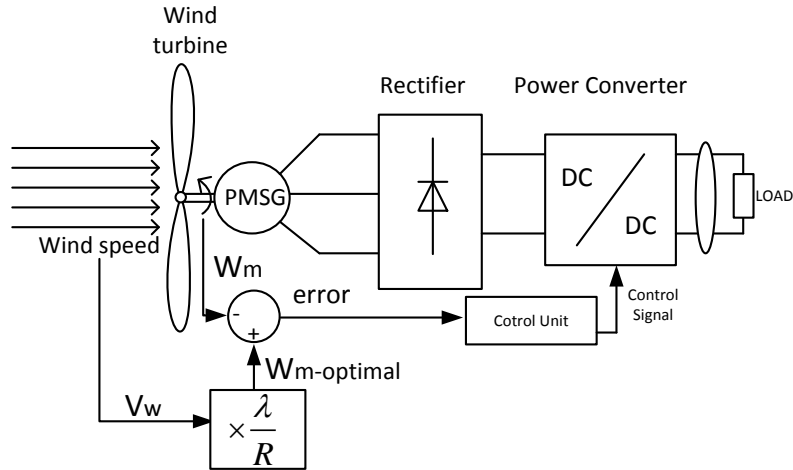 Wind
turbine
Rectifier
Power Converter
PMSG
DC
DC
LOAD
Wind speed
Wm
-
+
error
Cotrol Unit
Control
Signal
Wm-optimal
Vw
× λ/R